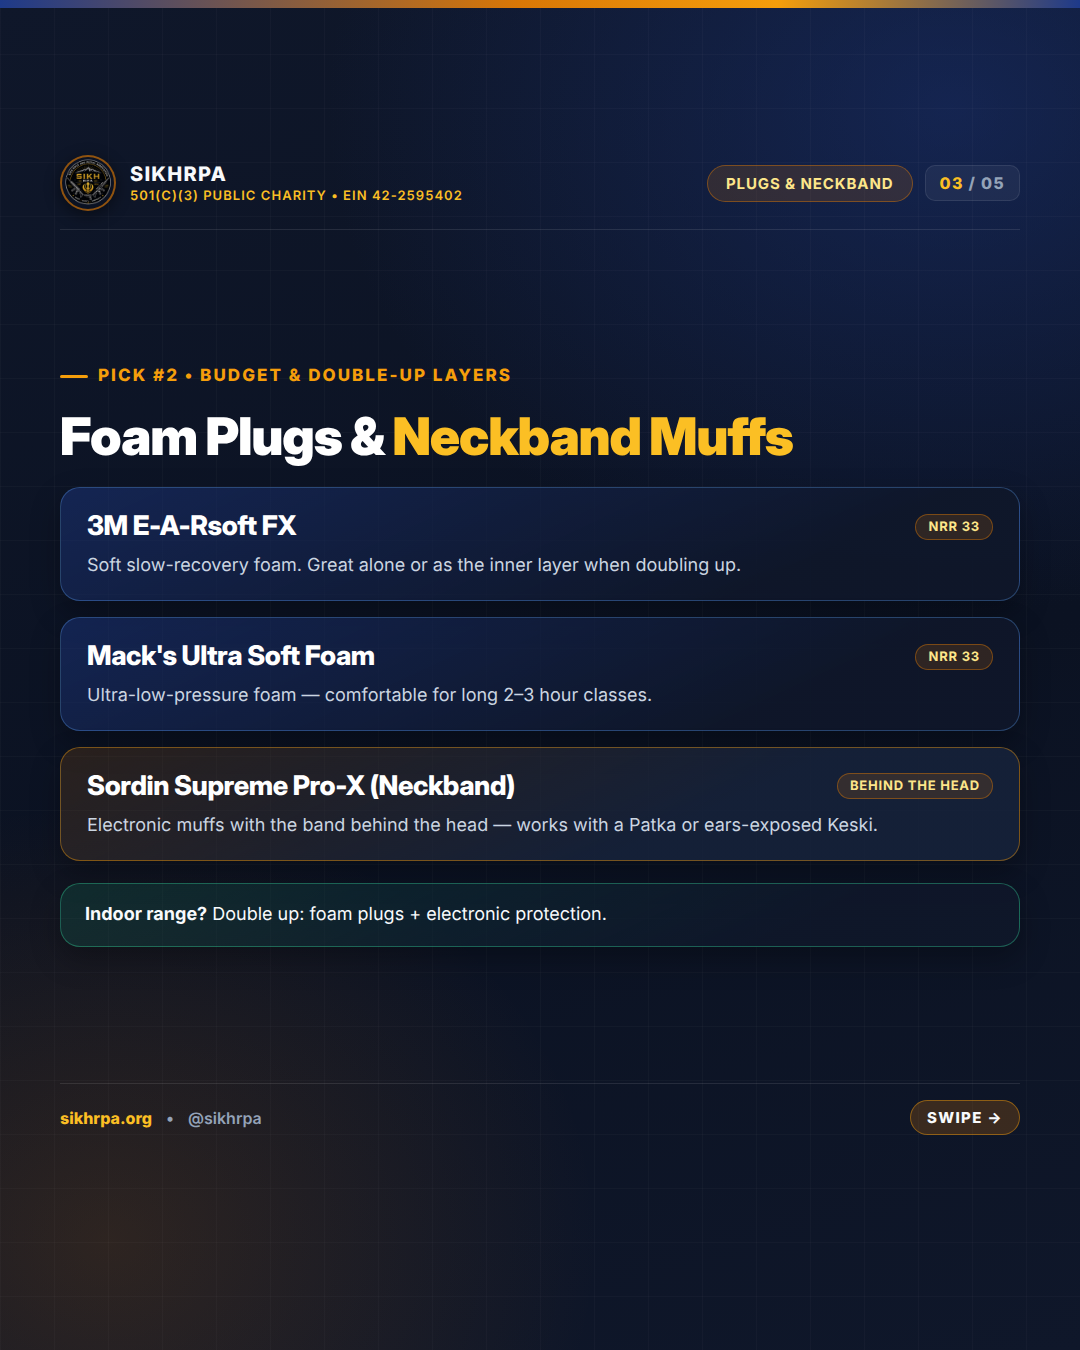 SIKH
SIKHRPA
501(C)(3) PUBLIC CHARITY • EIN 42-2595402
PLUGS & NECKBAND
03 / 05
PICK #2 • BUDGET & DOUBLE-UP LAYERS
Foam Plugs & Neckband Muffs
3M E-A-Rsoft FX
NRR 33
Soft slow-recovery foam. Great alone or as the inner layer when doubling up.
Mack's Ultra Soft Foam
NRR 33
Ultra-low-pressure foam — comfortable for long 2–3 hour classes.
Sordin Supreme Pro-X (Neckband)
BEHIND THE HEAD
Electronic muffs with the band behind the head — works with a Patka or ears-exposed Keski.
Indoor range? Double up: foam plugs + electronic protection.
sikhrpa.org • @sikhrpa
SWIPE →